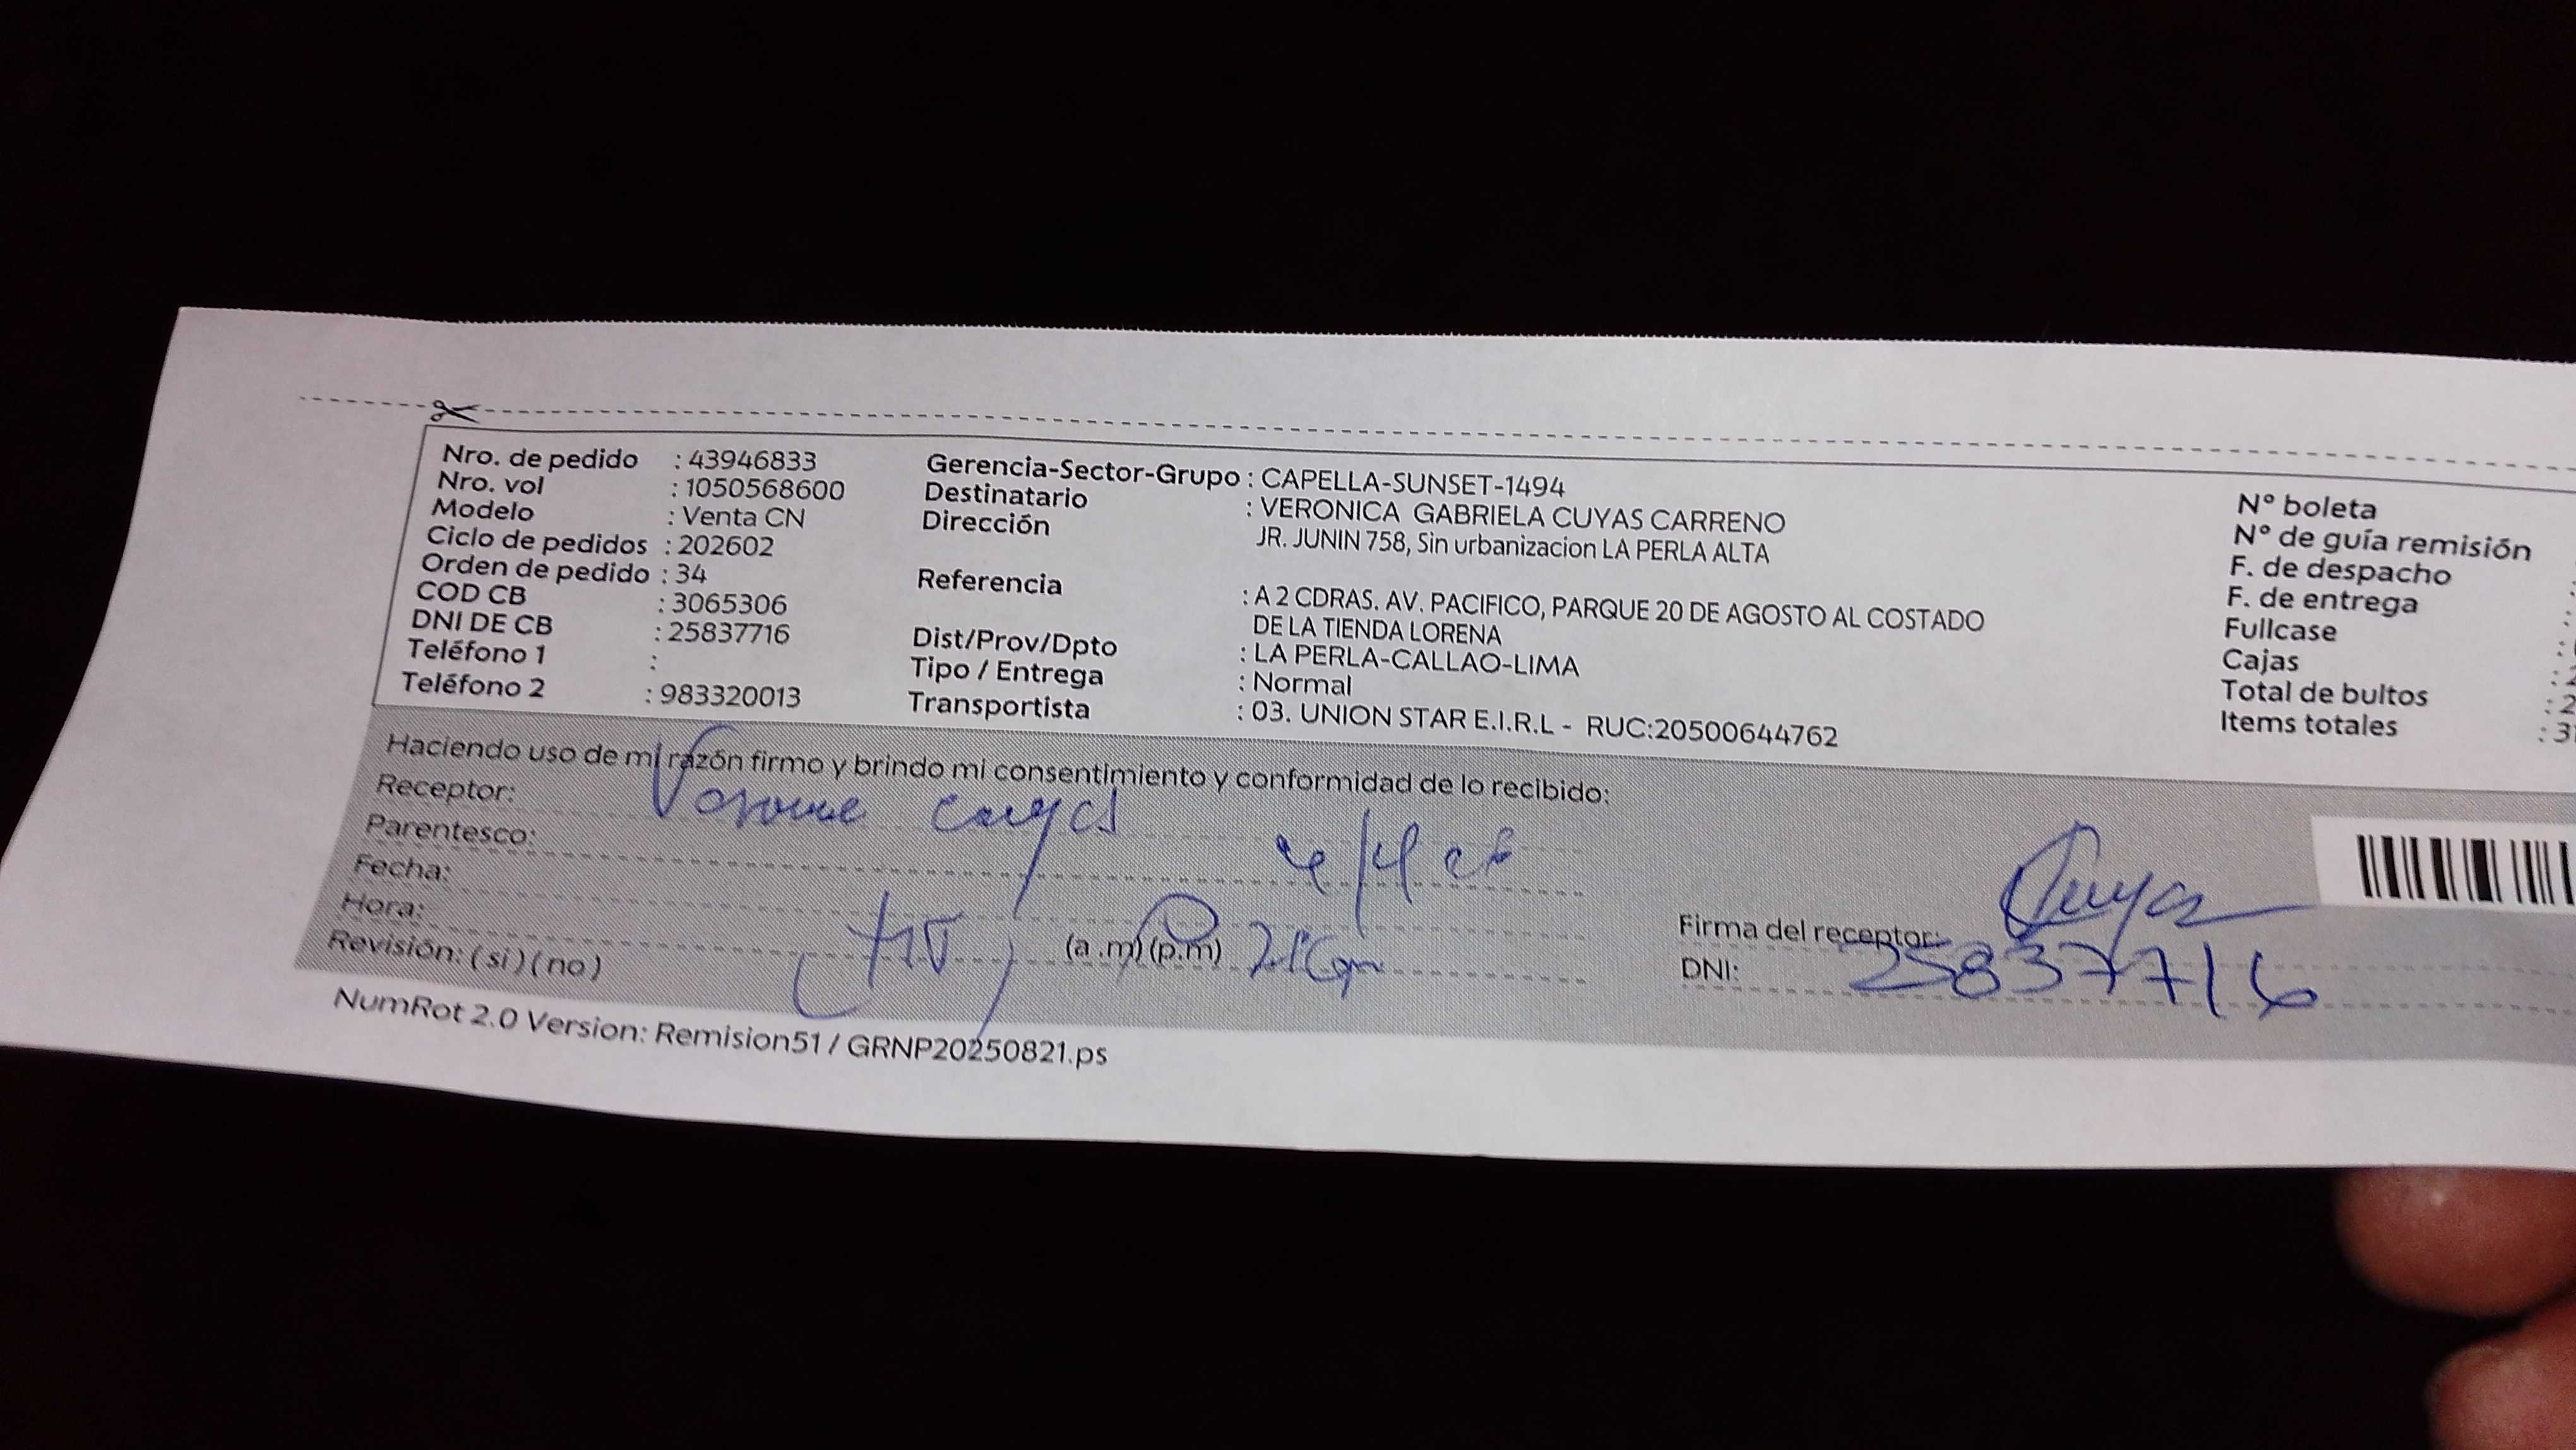 Nro. de pedido : 43946833
Nro. vol : 1050568600
Modelo : Venta CN
Ciclo de pedidos : 202602
Orden de pedido : 34
COD CB : 3065306
DNI DE CB : 25837716
Teléfono 1 :
Teléfono 2 : 983320013
Gerencia-Sector-Grupo : CAPELLA-SUNSET-1494
Destinatario : VERONICA GABRIELA CUYAS CARRENO
Dirección JR. JUNIN 758, Sin urbanizacion LA PERLA ALTA
Referencia : A 2 CDRAS. AV. PACIFICO, PARQUE 20 DE AGOSTO AL COSTADO
DE LA TIENDA LORENA
Dist/Prov/Dpto : LA PERLA-CALLAO-LIMA
Tipo / Entrega : Normal
Transportista : 03. UNION STAR E.I.R.L - RUC:20500644762
N° boleta
N° de guía remisión
F. de despacho :
F. de entrega :
Fullcase :
Cajas : 2
Total de bultos : 2
Items totales : 3
Haciendo uso de mi razón firmo y brindo mi consentimiento y conformidad de lo recibido:
Receptor:
Parentesco:
Fecha:
Hora: (a.m) (p.m)
Revisión: ( si ) ( no )
Firma del receptor: Cuyas
DNI: 25837716
NumRot 2.0 Version: Remision51 / GRNP20250821.ps